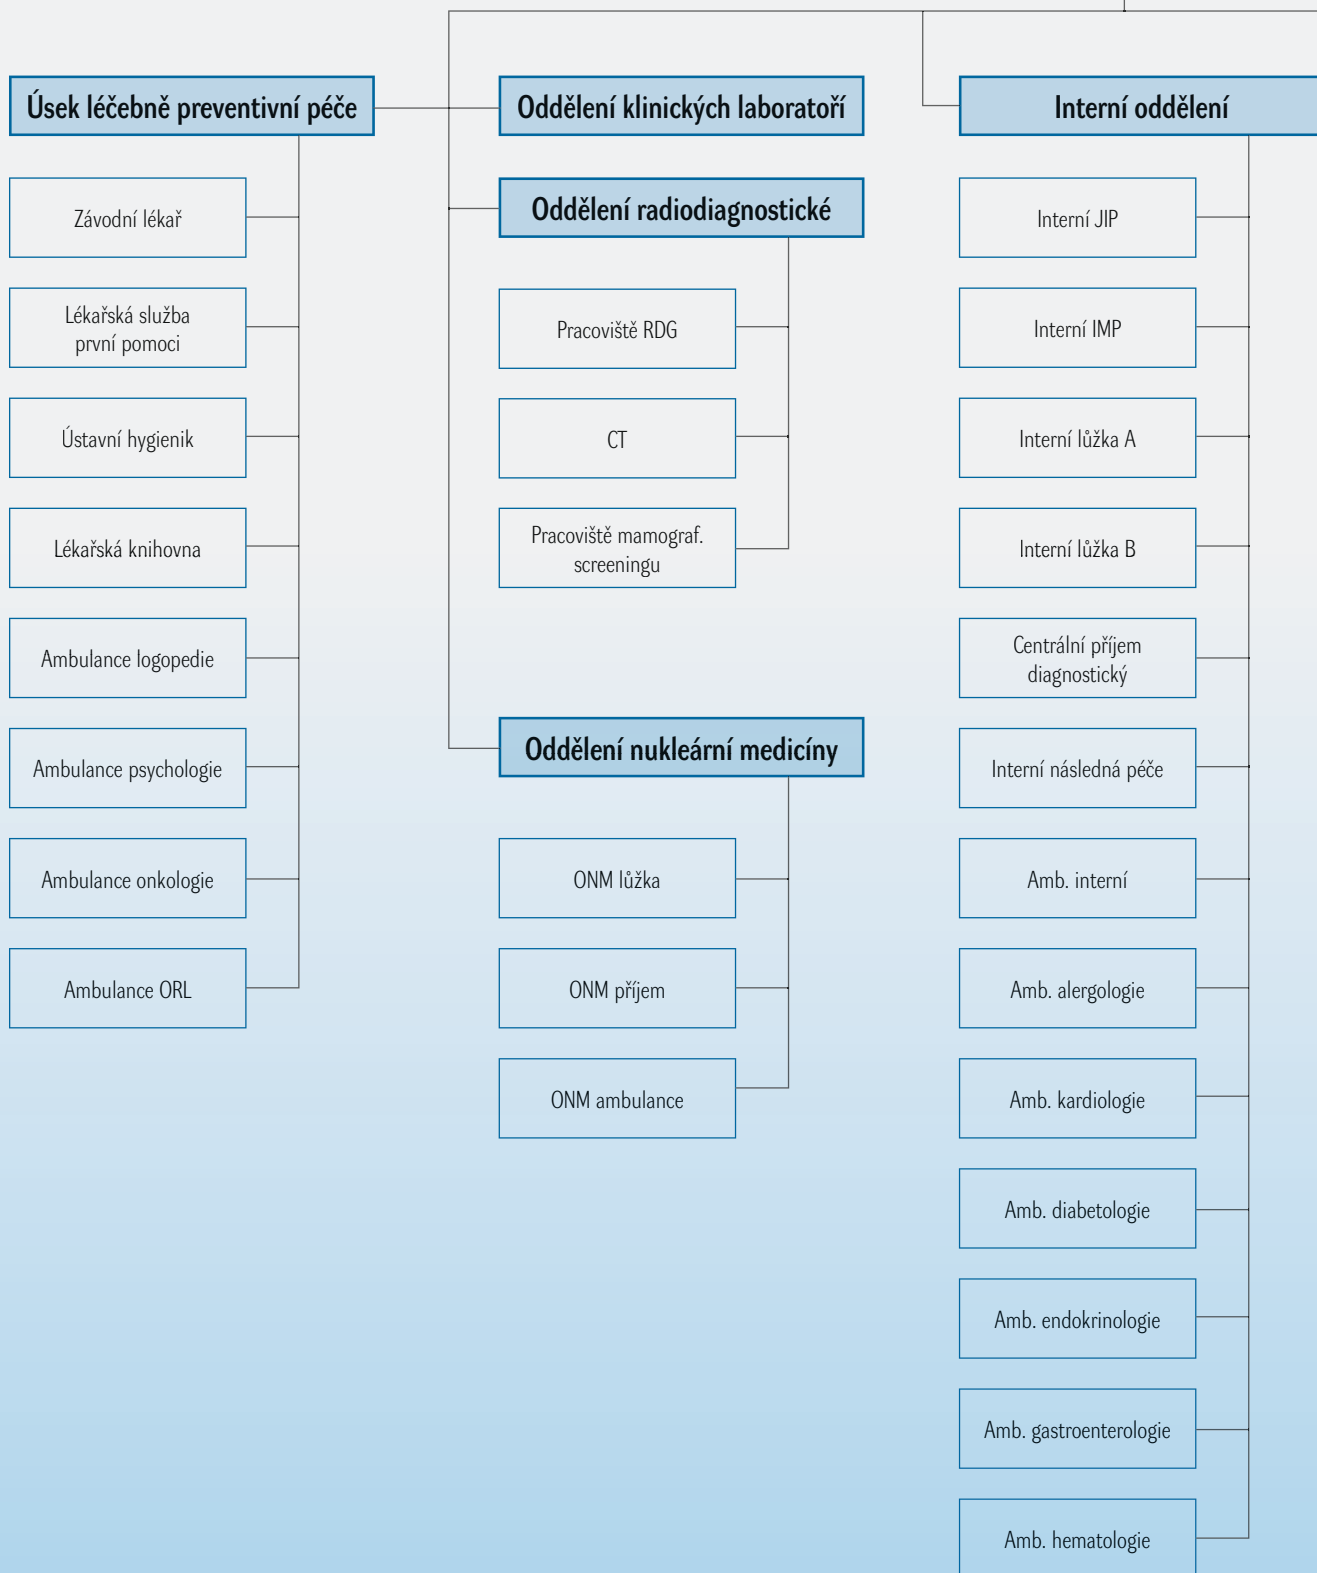 Úsek léčebně preventivní péče
Závodní lékař
Lékařská služba
první pomoci
Ústavní hygienik
Lékařská knihovna
Ambulance logopedie
Ambulance psychologie
Ambulance onkologie
Ambulance ORL
Oddělení klinických laboratoří
Oddělení radiodiagnostické
Pracoviště RDG
CT
Pracoviště mamograf.
screeningu
Oddělení nukleární medicíny
ONM lůžka
ONM příjem
ONM ambulance
Interní oddělení
Interní JIP
Interní IMP
Interní lůžka A
Interní lůžka B
Centrální příjem
diagnostický
Interní následná péče
Amb. interní
Amb. alergologie
Amb. kardiologie
Amb. diabetologie
Amb. endokrinologie
Amb. gastroenterologie
Amb. hematologie